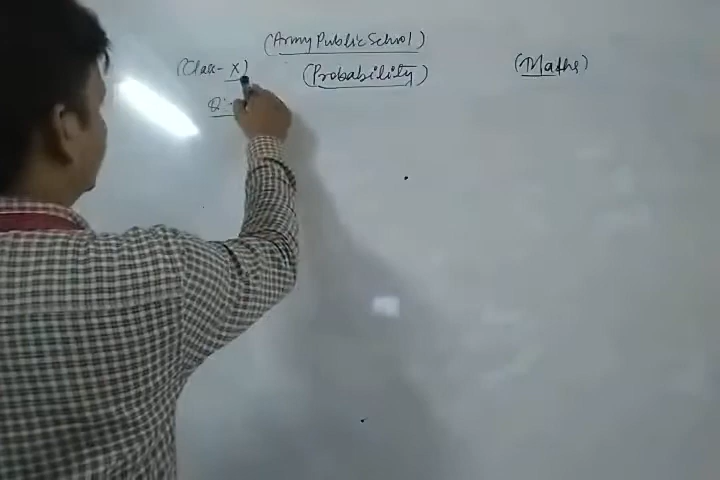 (Army Public School)
(Class- X) (Probability) (Maths)
Q:-